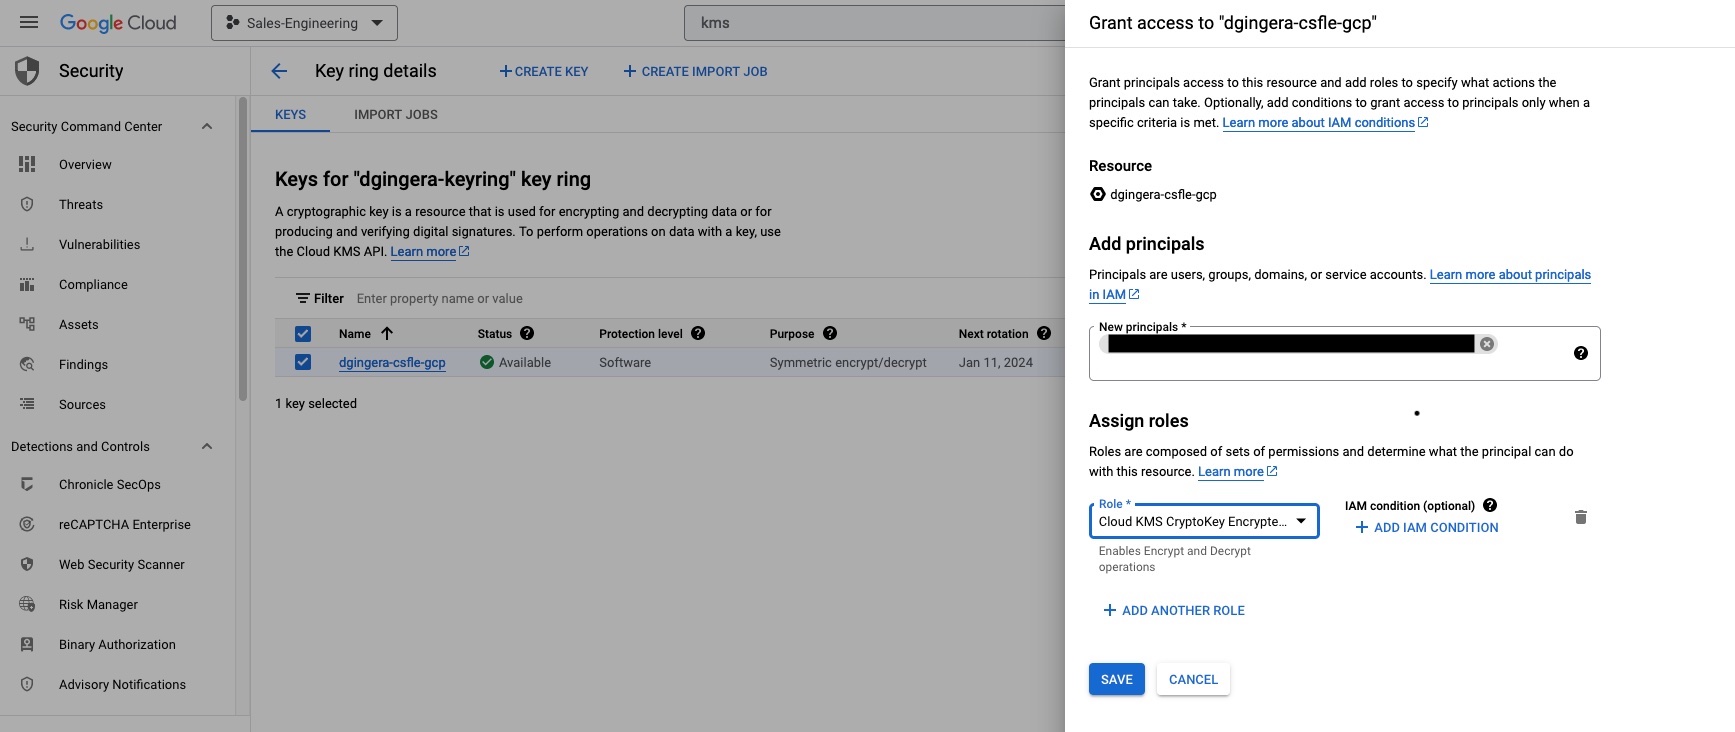 Google Cloud
Sales-Engineering
kms
Security
Key ring details
CREATE KEY
CREATE IMPORT JOB
KEYS
IMPORT JOBS
Security Command Center
Overview
Threats
Vulnerabilities
Compliance
Assets
Findings
Sources
Detections and Controls
Chronicle SecOps
reCAPTCHA Enterprise
Web Security Scanner
Risk Manager
Binary Authorization
Advisory Notifications
Keys for "dgingera-keyring" key ring
A cryptographic key is a resource that is used for encrypting and decrypting data or for
producing and verifying digital signatures. To perform operations on data with a key, use
the Cloud KMS API. Learn more
Filter Enter property name or value
Name Status Protection level Purpose Next rotation
dgingera-csfle-gcp Available Software Symmetric encrypt/decrypt Jan 11, 2024
1 key selected
Grant access to "dgingera-csfle-gcp"
Grant principals access to this resource and add roles to specify what actions the
principals can take. Optionally, add conditions to grant access to principals only when a
specific criteria is met. Learn more about IAM conditions
Resource
dgingera-csfle-gcp
Add principals
Principals are users, groups, domains, or service accounts. Learn more about principals
in IAM
New principals *
Assign roles
Roles are composed of sets of permissions and determine what the principal can do
with this resource. Learn more
Role *
Cloud KMS CryptoKey Encrypte...
IAM condition (optional)
ADD IAM CONDITION
Enables Encrypt and Decrypt
operations
ADD ANOTHER ROLE
SAVE
CANCEL